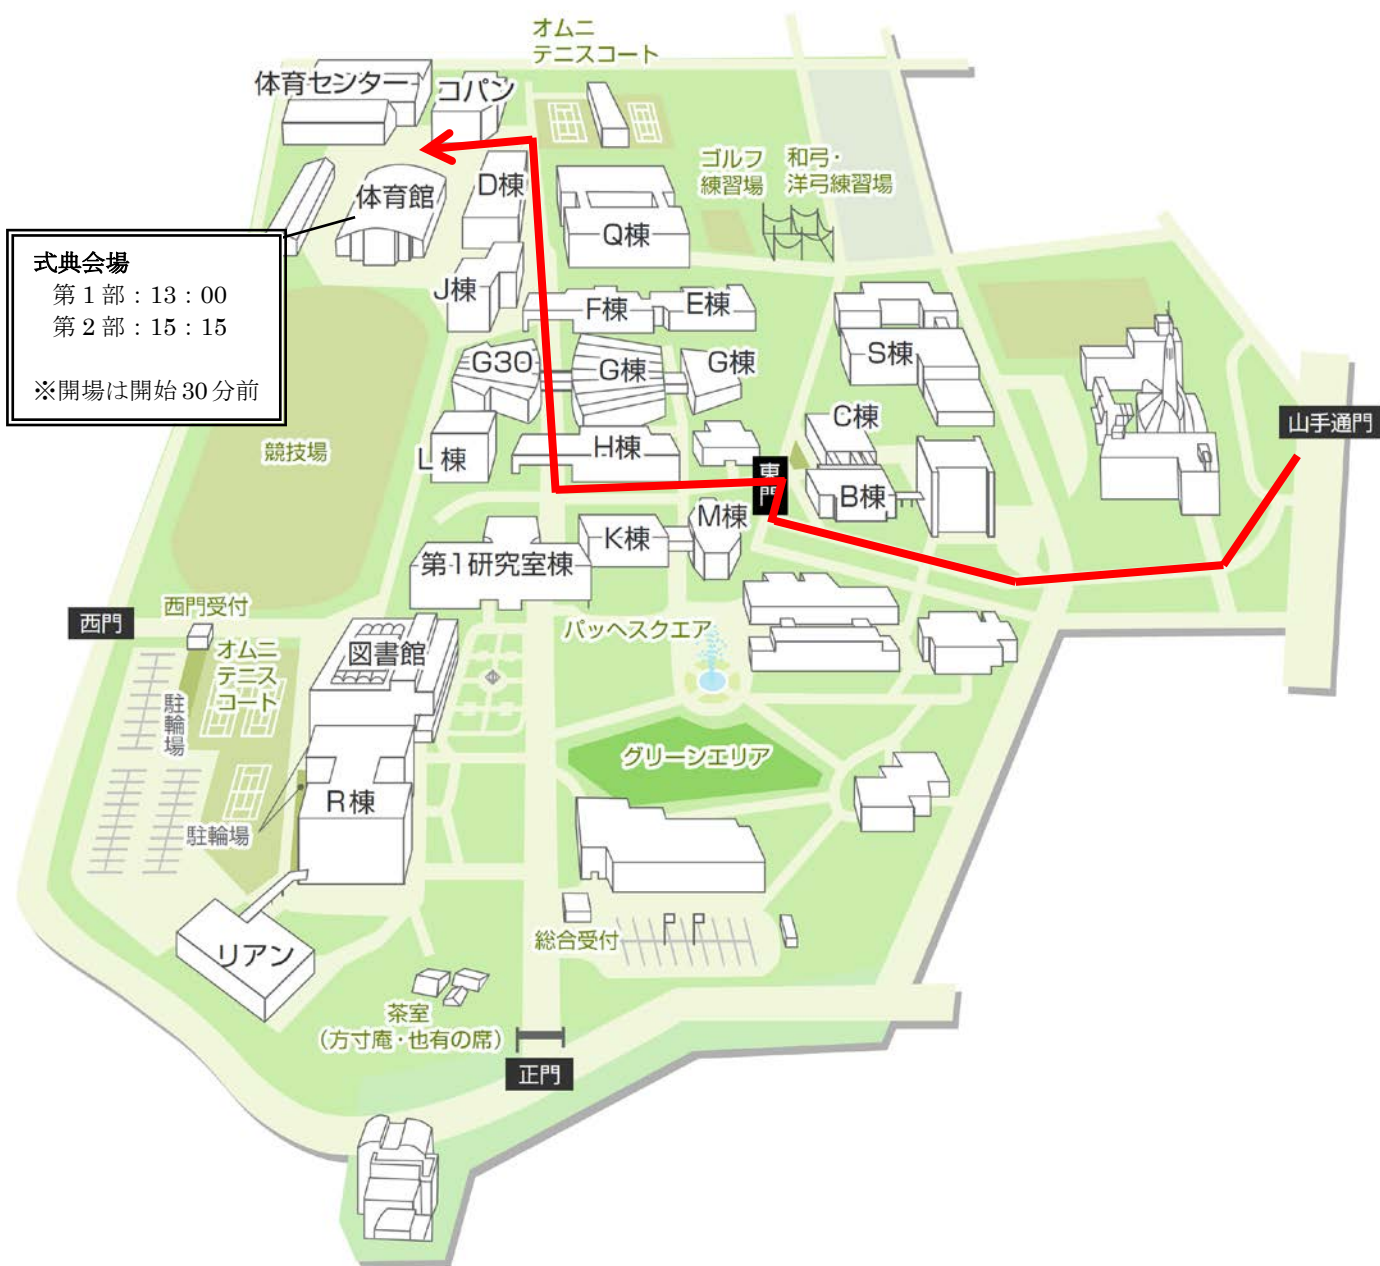 オムニ
テニスコート
体育センター
コパン
ゴルフ
練習場
和弓・
洋弓練習場
D棟
体育館
Q棟
式典会場
第1部：13：00
第2部：15：15
※開場は開始30分前
J棟
F棟
E棟
S棟
G30
G棟
G棟
C棟
山手通門
競技場
L棟
H棟
東門
B棟
M棟
K棟
第1研究室棟
西門
西門受付
パッヘスクエア
オムニ
テニス
コート
図書館
駐輪場
グリーンエリア
R棟
駐輪場
総合受付
リアン
茶室
（方寸庵・也有の席）
正門